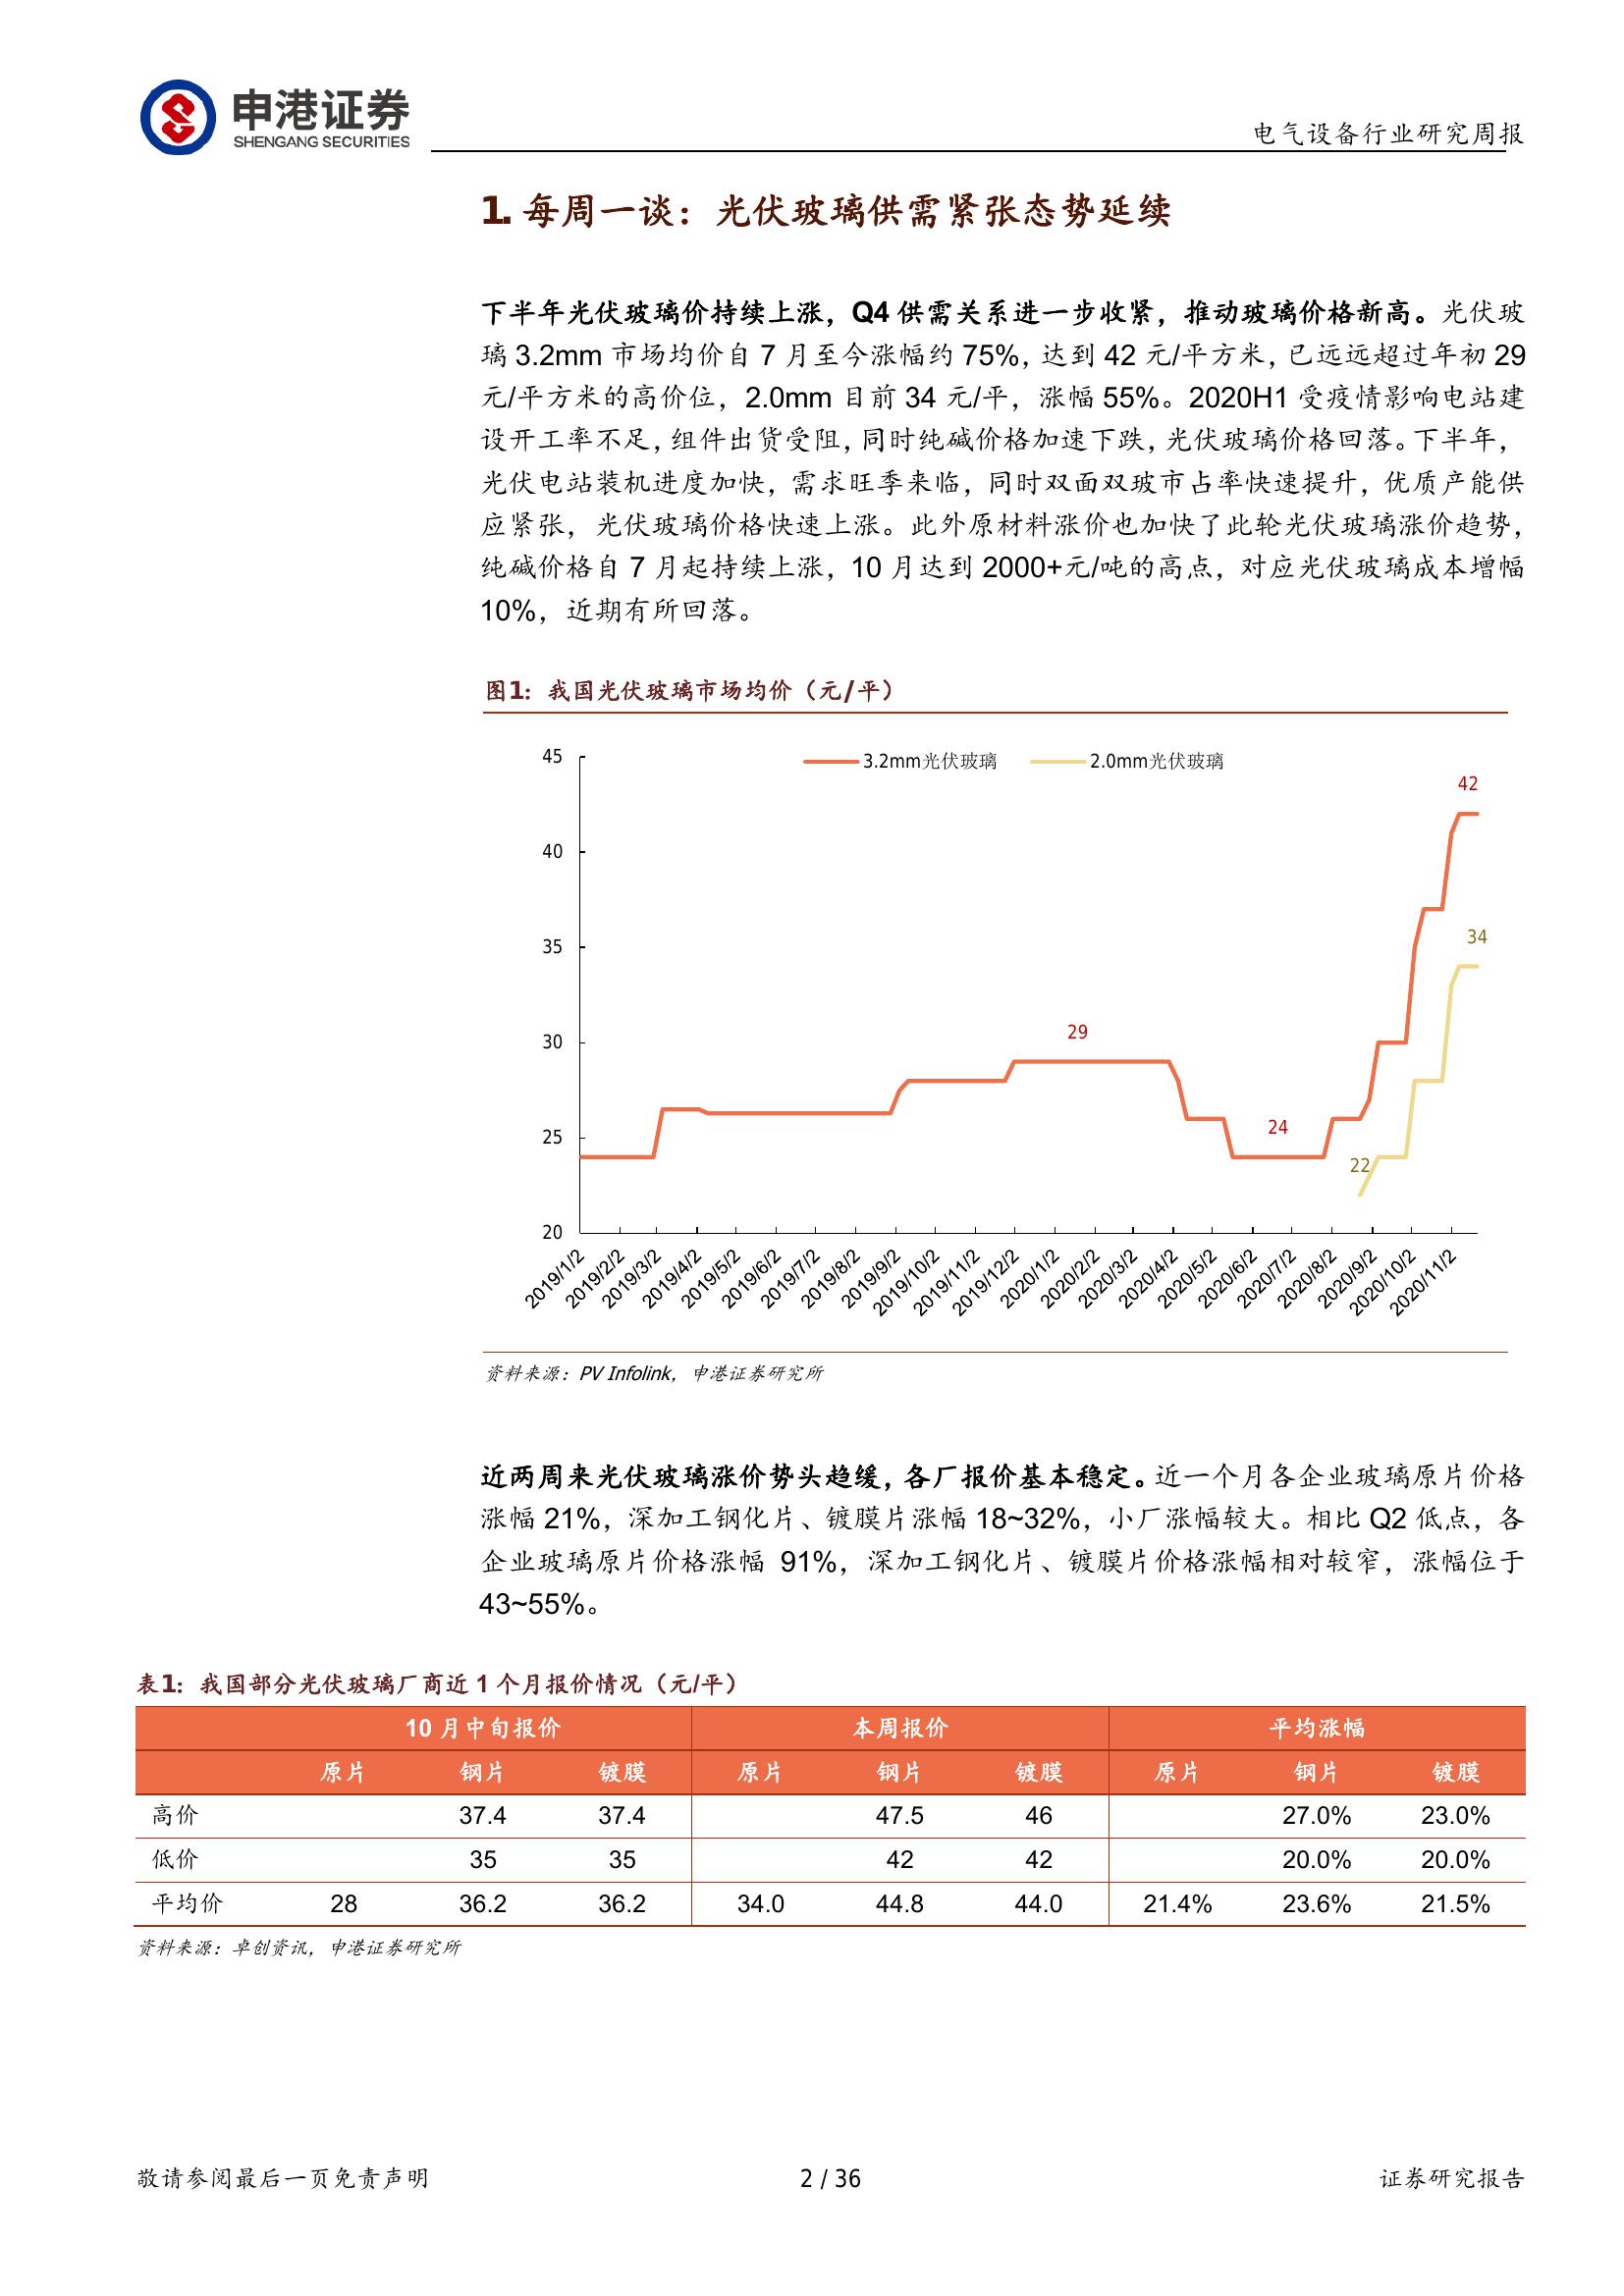 申港证券
SHENGANG SECURITIES
电气设备行业研究周报
1. 每周一谈：光伏玻璃供需紧张态势延续
下半年光伏玻璃价持续上涨，Q4 供需关系进一步收紧，推动玻璃价格新高。光伏玻
璃 3.2mm 市场均价自 7 月至今涨幅约 75%，达到 42 元/平方米，已远远超过年初 29
元/平方米的高价位，2.0mm 目前 34 元/平，涨幅 55%。2020H1 受疫情影响电站建
设开工率不足，组件出货受阻，同时纯碱价格加速下跌，光伏玻璃价格回落。下半年，
光伏电站装机进度加快，需求旺季来临，同时双面双玻市占率快速提升，优质产能供
应紧张，光伏玻璃价格快速上涨。此外原材料涨价也加快了此轮光伏玻璃涨价趋势，
纯碱价格自 7 月起持续上涨，10 月达到 2000+元/吨的高点，对应光伏玻璃成本增幅
10%，近期有所回落。
图1：我国光伏玻璃市场均价（元/平）
3.2mm光伏玻璃 2.0mm光伏玻璃
45
42
40
35
34
30
29
25
24
22
20
2019/1/2 2019/2/2 2019/3/2 2019/4/2 2019/5/2 2019/6/2 2019/7/2 2019/8/2 2019/9/2 2019/10/2 2019/11/2 2019/12/2 2020/1/2 2020/2/2 2020/3/2 2020/4/2 2020/5/2 2020/6/2 2020/7/2 2020/8/2 2020/9/2 2020/10/2 2020/11/2
资料来源：PV Infolink，申港证券研究所
近两周来光伏玻璃涨价势头趋缓，各厂报价基本稳定。近一个月各企业玻璃原片价格
涨幅 21%，深加工钢化片、镀膜片涨幅 18~32%，小厂涨幅较大。相比 Q2 低点，各
企业玻璃原片价格涨幅 91%，深加工钢化片、镀膜片价格涨幅相对较窄，涨幅位于
43~55%。
表1：我国部分光伏玻璃厂商近 1 个月报价情况（元/平）
10 月中旬报价 本周报价 平均涨幅
原片 钢片 镀膜 原片 钢片 镀膜 原片 钢片 镀膜
高价 37.4 37.4 47.5 46 27.0% 23.0%
低价 35 35 42 42 20.0% 20.0%
平均价 28 36.2 36.2 34.0 44.8 44.0 21.4% 23.6% 21.5%
资料来源：卓创资讯，申港证券研究所
敬请参阅最后一页免责声明 2 / 36 证券研究报告